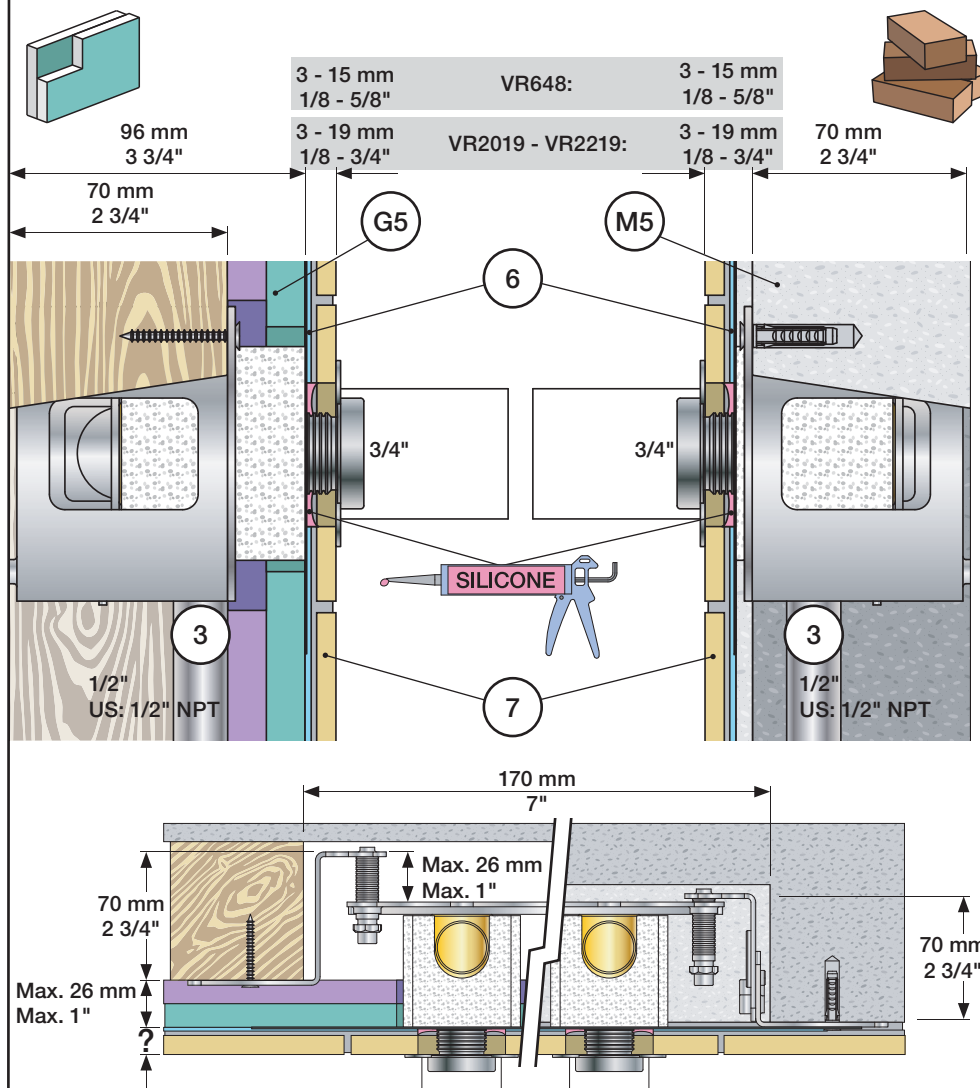 3 - 15 mm
1/8 - 5/8"
VR648:
3 - 15 mm
1/8 - 5/8"
96 mm
3 3/4"
3 - 19 mm
1/8 - 3/4"
VR2019 - VR2219:
3 - 19 mm
1/8 - 3/4"
70 mm
2 3/4"
70 mm
2 3/4"
G5
M5
6
3/4"
3/4"
SILICONE
3
3
1/2"
US: 1/2" NPT
7
1/2"
US: 1/2" NPT
170 mm
7"
Max. 26 mm
Max. 1"
70 mm
2 3/4"
70 mm
2 3/4"
Max. 26 mm
Max. 1"
?